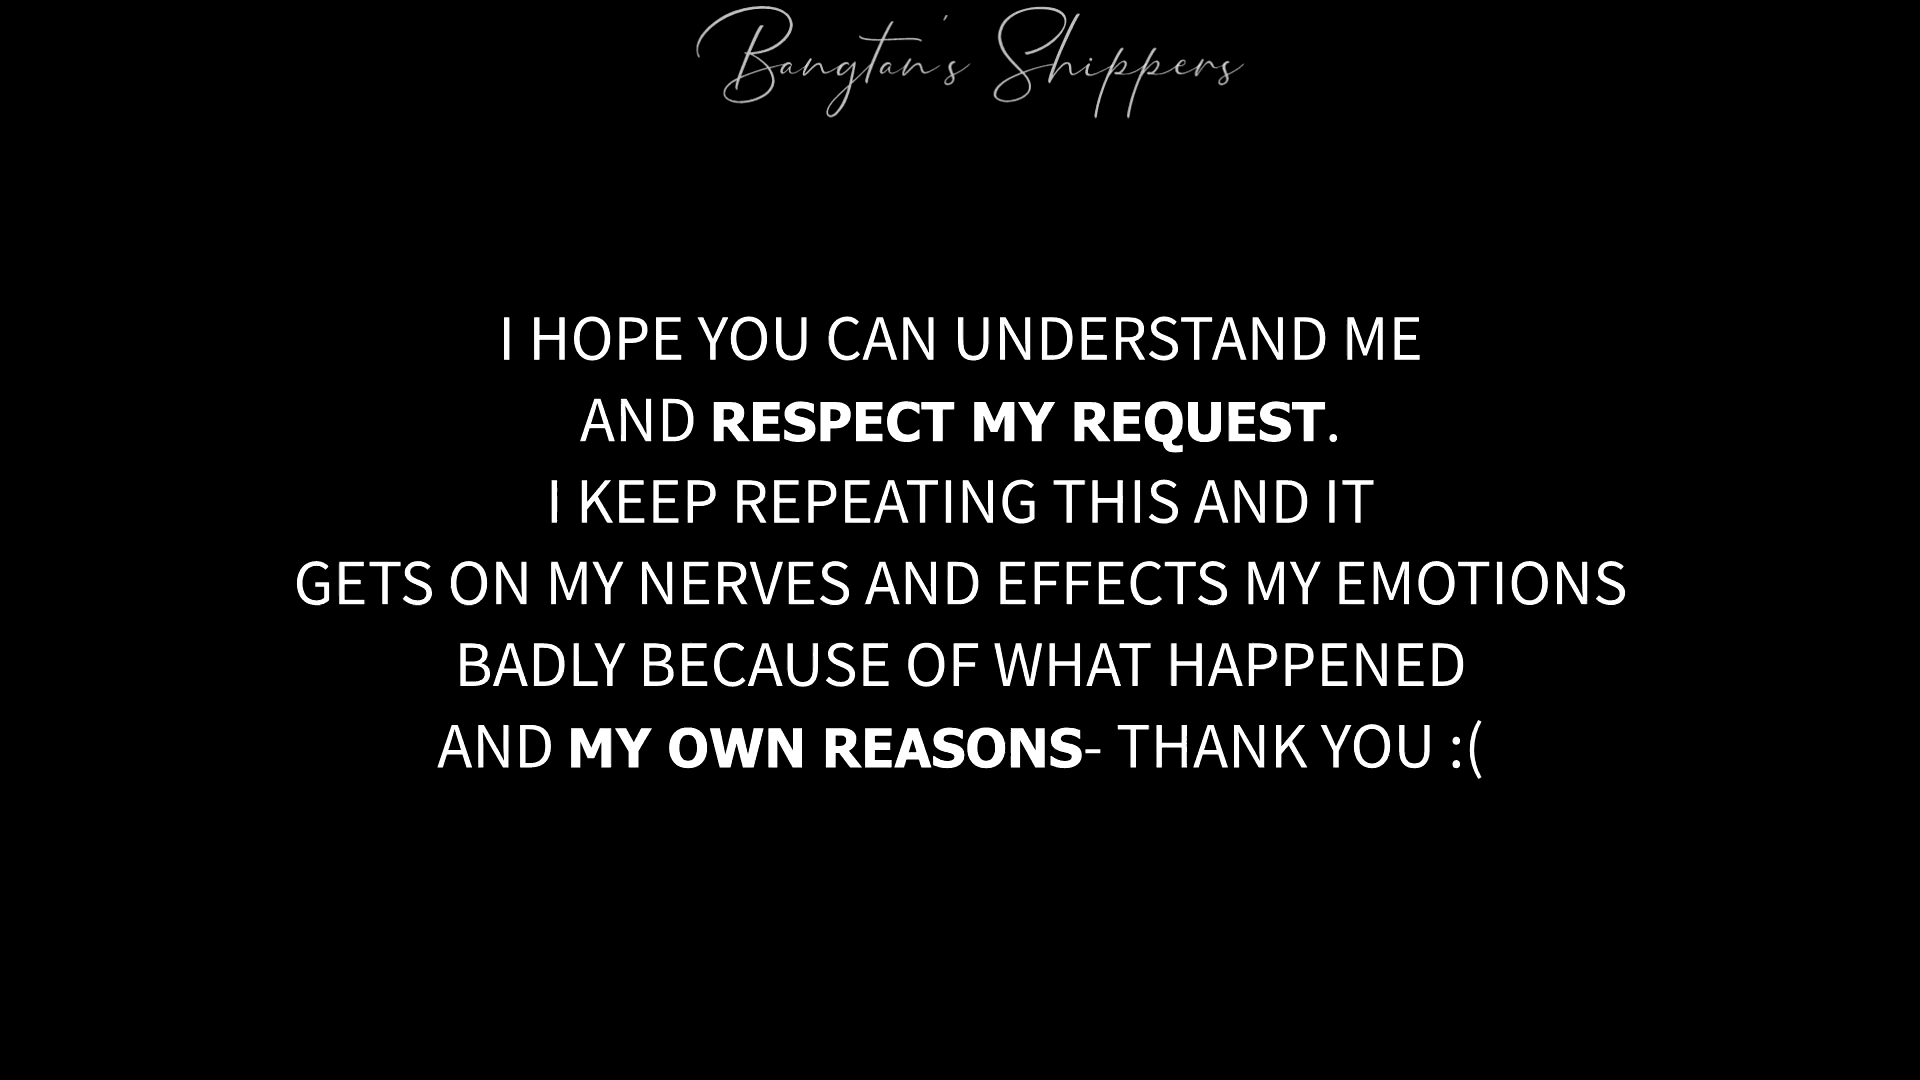 Bangtan's Shippers
I HOPE YOU CAN UNDERSTAND ME
AND RESPECT MY REQUEST.
I KEEP REPEATING THIS AND IT
GETS ON MY NERVES AND EFFECTS MY EMOTIONS
BADLY BECAUSE OF WHAT HAPPENED
AND MY OWN REASONS- THANK YOU :(